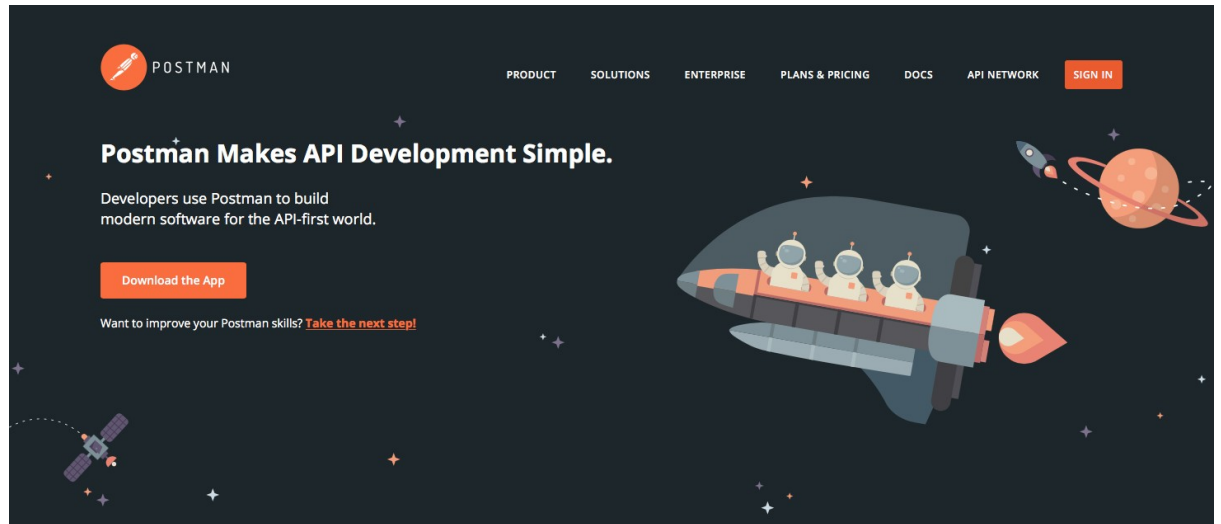 POSTMAN
PRODUCT SOLUTIONS ENTERPRISE PLANS & PRICING DOCS API NETWORK SIGN IN
Postman Makes API Development Simple.
Developers use Postman to build
modern software for the API-first world.
Download the App
Want to improve your Postman skills? Take the next step!